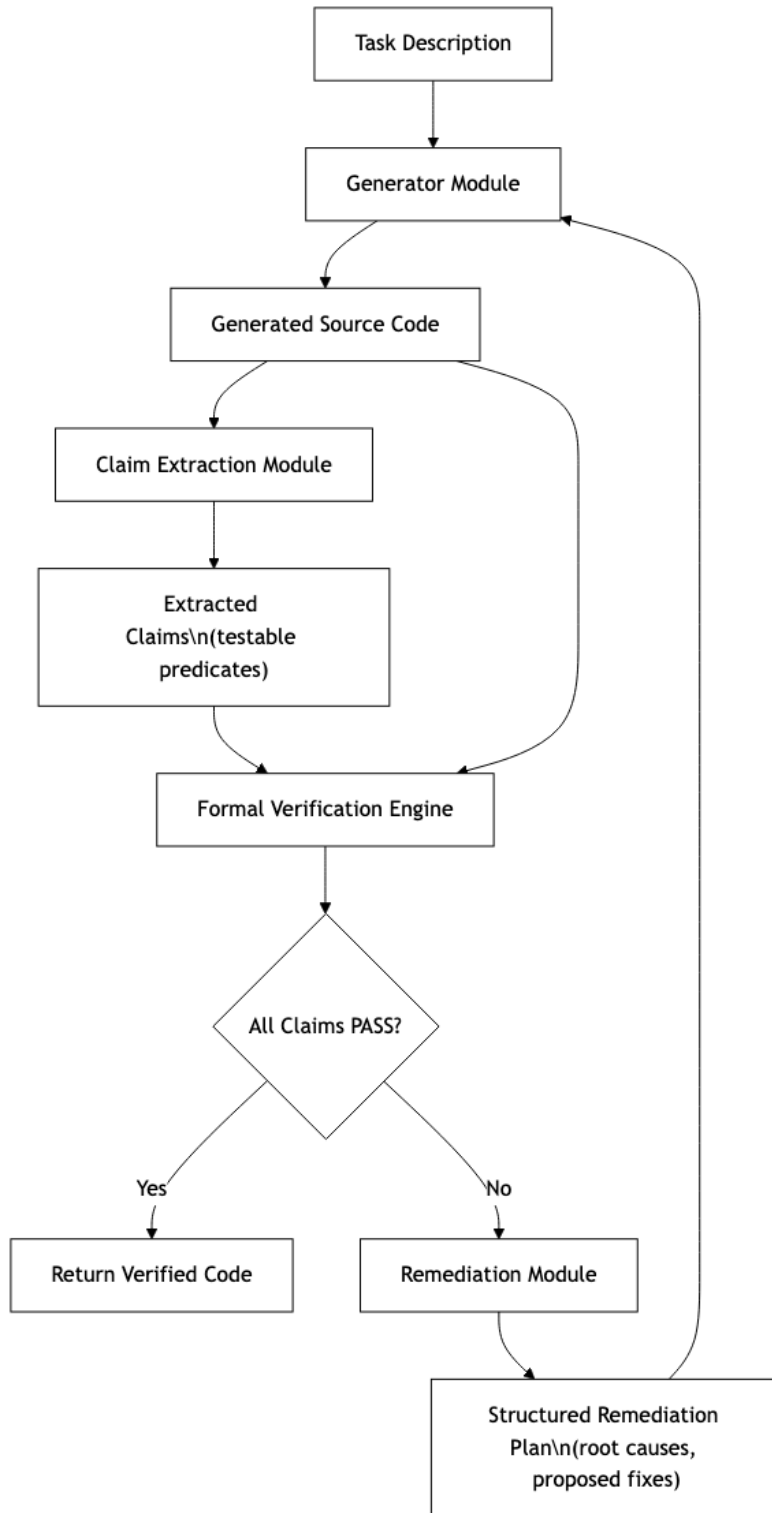 Task Description
Generator Module
Generated Source Code
Claim Extraction Module
Extracted
Claims\n(testable
predicates)
Formal Verification Engine
All Claims PASS?
Yes
No
Return Verified Code
Remediation Module
Structured Remediation
Plan\n(root causes,
proposed fixes)